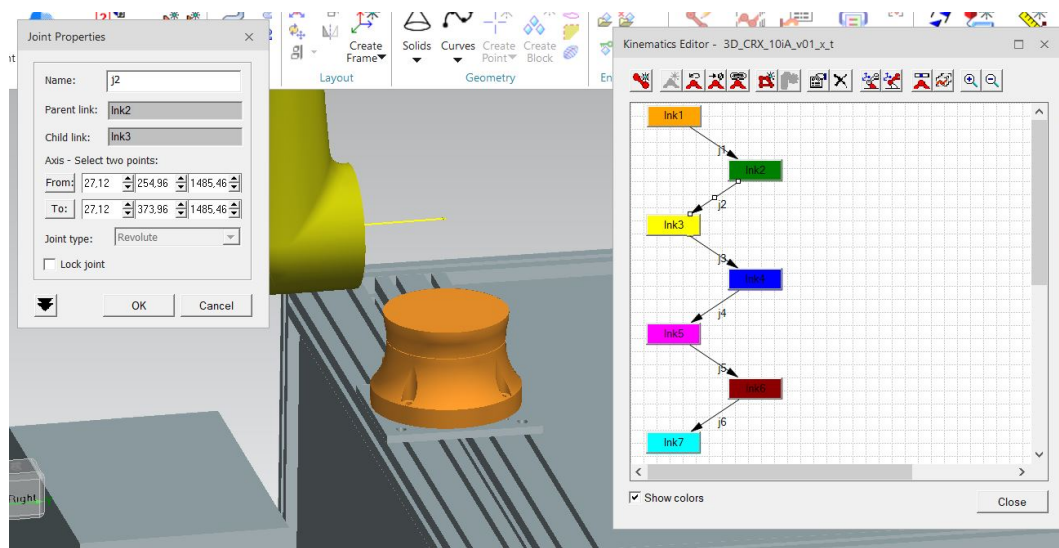 Joint Properties
Name: j2
Parent link: lnk2
Child link: lnk3
Axis - Select two points:
From: 27,12 254,96 1485,46
To: 27,12 373,96 1485,46
Joint type: Revolute
Lock joint
OK Cancel
Create Frame
Layout
Solids Curves Create Point Create Block
Geometry
En
Kinematics Editor - 3D_CRX_10iA_v01_x_t
lnk1
j1
lnk2
j2
lnk3
j3
lnk4
j4
lnk5
j5
lnk6
j6
lnk7
Show colors
Close